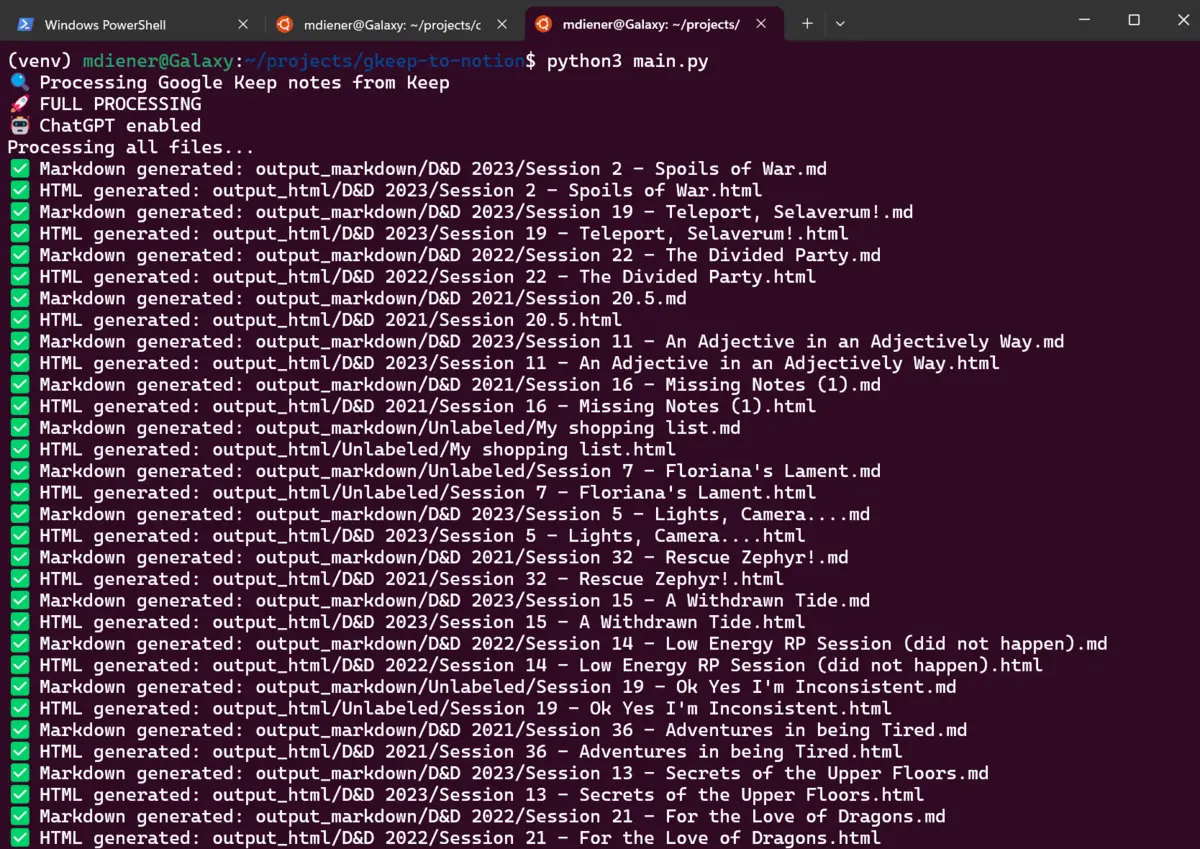 Windows PowerShell
mdiener@Galaxy: ~/projects/c
mdiener@Galaxy: ~/projects/
(venv) mdiener@Galaxy:~/projects/gkeep-to-notion$ python3 main.py
Processing Google Keep notes from Keep
FULL PROCESSING
ChatGPT enabled
Processing all files...
Markdown generated: output_markdown/D&D 2023/Session 2 - Spoils of War.md
HTML generated: output_html/D&D 2023/Session 2 - Spoils of War.html
Markdown generated: output_markdown/D&D 2023/Session 19 - Teleport, Selaverum!.md
HTML generated: output_html/D&D 2023/Session 19 - Teleport, Selaverum!.html
Markdown generated: output_markdown/D&D 2022/Session 22 - The Divided Party.md
HTML generated: output_html/D&D 2022/Session 22 - The Divided Party.html
Markdown generated: output_markdown/D&D 2021/Session 20.5.md
HTML generated: output_html/D&D 2021/Session 20.5.html
Markdown generated: output_markdown/D&D 2023/Session 11 - An Adjective in an Adjectively Way.md
HTML generated: output_html/D&D 2023/Session 11 - An Adjective in an Adjectively Way.html
Markdown generated: output_markdown/D&D 2021/Session 16 - Missing Notes (1).md
HTML generated: output_html/D&D 2021/Session 16 - Missing Notes (1).html
Markdown generated: output_markdown/Unlabeled/My shopping list.md
HTML generated: output_html/Unlabeled/My shopping list.html
Markdown generated: output_markdown/Unlabeled/Session 7 - Floriana's Lament.md
HTML generated: output_html/Unlabeled/Session 7 - Floriana's Lament.html
Markdown generated: output_markdown/D&D 2023/Session 5 - Lights, Camera....md
HTML generated: output_html/D&D 2023/Session 5 - Lights, Camera....html
Markdown generated: output_markdown/D&D 2021/Session 32 - Rescue Zephyr!.md
HTML generated: output_html/D&D 2021/Session 32 - Rescue Zephyr!.html
Markdown generated: output_markdown/D&D 2023/Session 15 - A Withdrawn Tide.md
HTML generated: output_html/D&D 2023/Session 15 - A Withdrawn Tide.html
Markdown generated: output_markdown/D&D 2022/Session 14 - Low Energy RP Session (did not happen).md
HTML generated: output_html/D&D 2022/Session 14 - Low Energy RP Session (did not happen).html
Markdown generated: output_markdown/Unlabeled/Session 19 - Ok Yes I'm Inconsistent.md
HTML generated: output_html/Unlabeled/Session 19 - Ok Yes I'm Inconsistent.html
Markdown generated: output_markdown/D&D 2021/Session 36 - Adventures in being Tired.md
HTML generated: output_html/D&D 2021/Session 36 - Adventures in being Tired.html
Markdown generated: output_markdown/D&D 2023/Session 13 - Secrets of the Upper Floors.md
HTML generated: output_html/D&D 2023/Session 13 - Secrets of the Upper Floors.html
Markdown generated: output_markdown/D&D 2022/Session 21 - For the Love of Dragons.md
HTML generated: output_html/D&D 2022/Session 21 - For the Love of Dragons.html